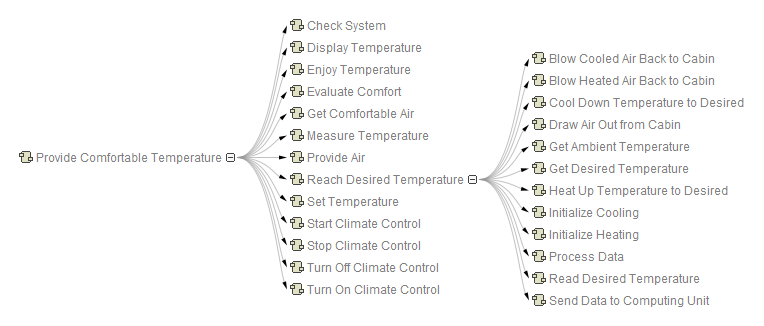 Provide Comfortable Temperature
Check System
Display Temperature
Enjoy Temperature
Evaluate Comfort
Get Comfortable Air
Measure Temperature
Provide Air
Reach Desired Temperature
Set Temperature
Start Climate Control
Stop Climate Control
Turn Off Climate Control
Turn On Climate Control
Blow Cooled Air Back to Cabin
Blow Heated Air Back to Cabin
Cool Down Temperature to Desired
Draw Air Out from Cabin
Get Ambient Temperature
Get Desired Temperature
Heat Up Temperature to Desired
Initialize Cooling
Initialize Heating
Process Data
Read Desired Temperature
Send Data to Computing Unit